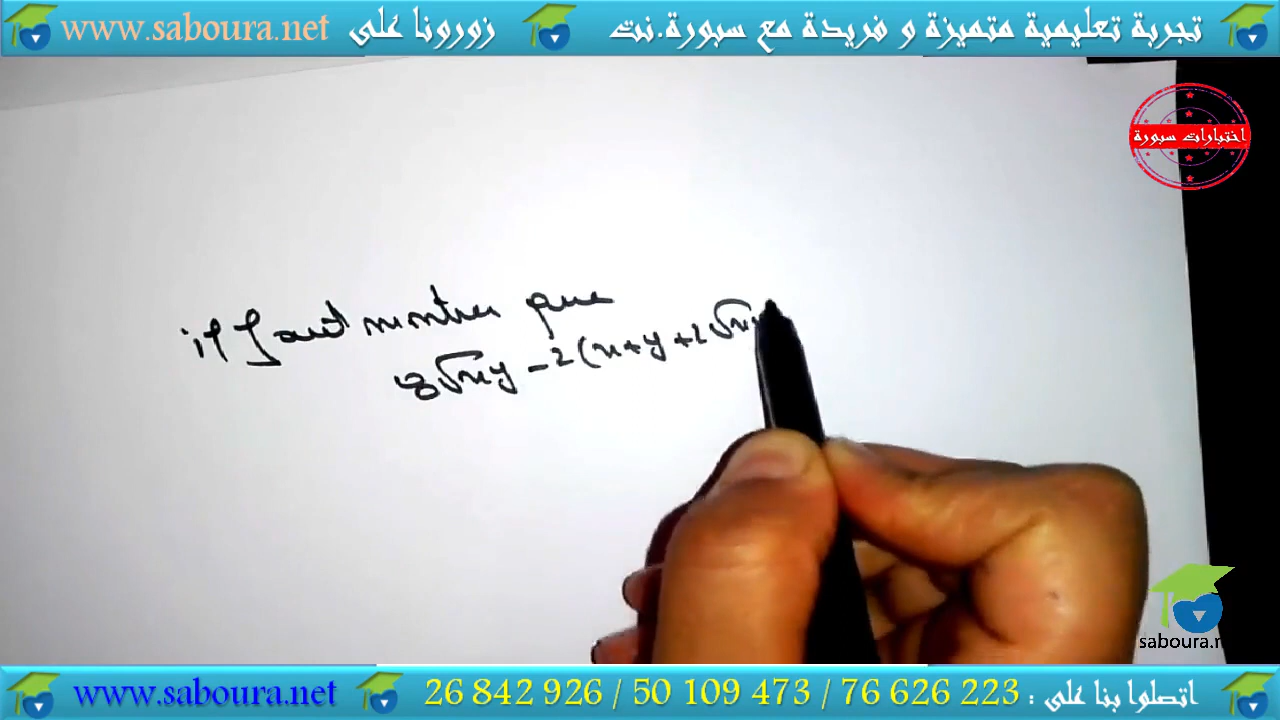 تجربة تعليمية متميزة و فريدة مع سبورة.نت زورونا على www.saboura.net
اختبارات سبورة
il faut montrer que
8√xy - 2(x+y+2√xy
saboura.n
اتصلوا بنا على : 26 842 926 / 50 109 473 / 76 626 223 www.saboura.net